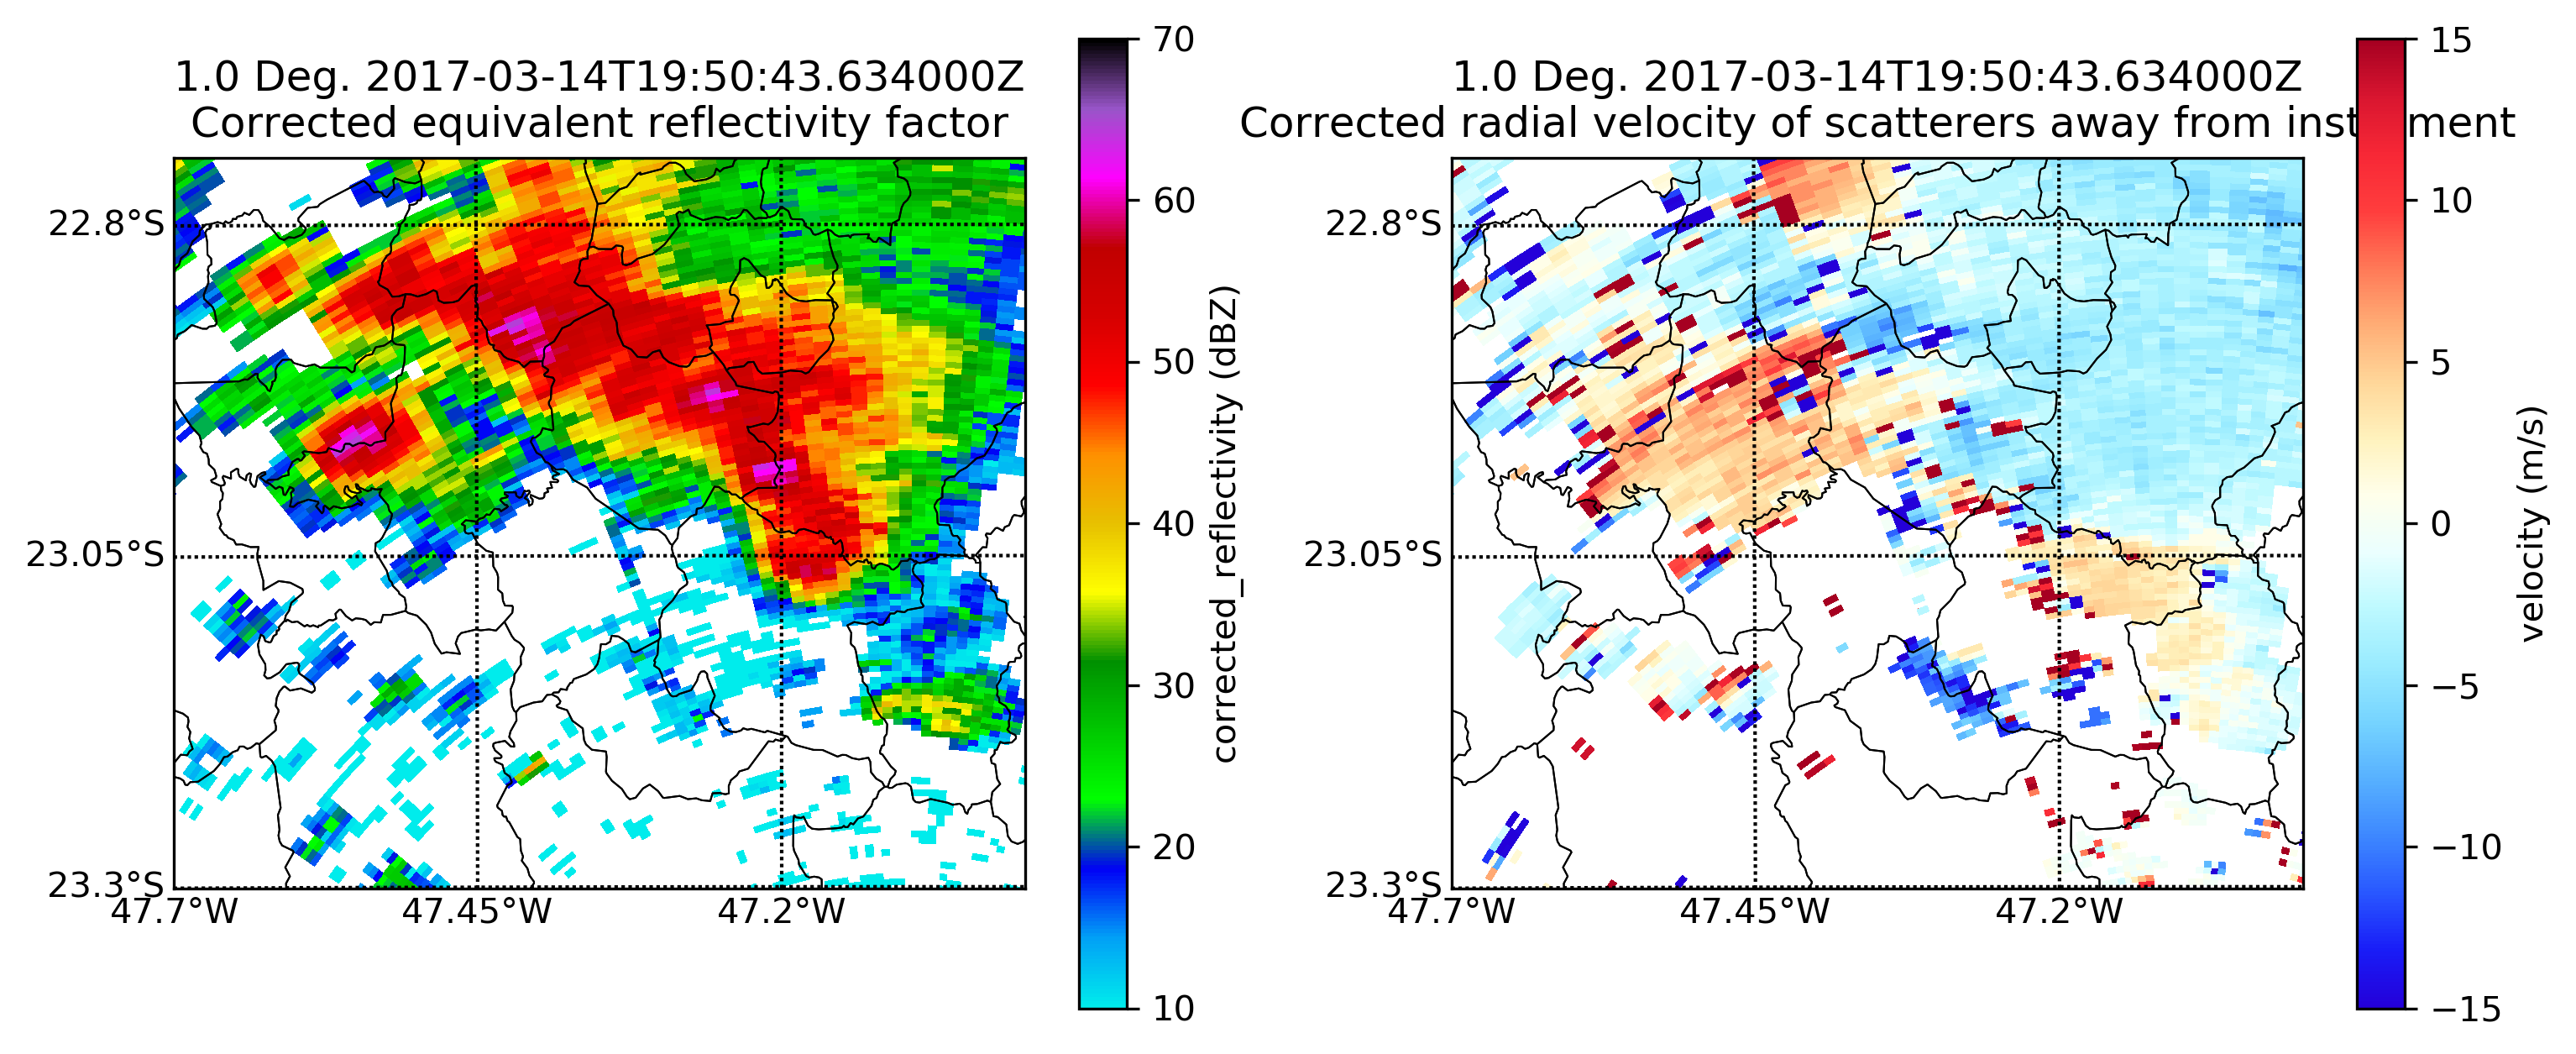 1.0 Deg. 2017-03-14T19:50:43.634000Z
Corrected equivalent reflectivity factor
22.8°S
23.05°S
23.3°S
47.7°W
47.45°W
47.2°W
70
60
50
40
30
20
10
corrected_reflectivity (dBZ)
1.0 Deg. 2017-03-14T19:50:43.634000Z
Corrected radial velocity of scatterers away from inst ment
22.8°S
23.05°S
23.3°S
47.7°W
47.45°W
47.2°W
15
10
5
0
−5
−10
−15
velocity (m/s)